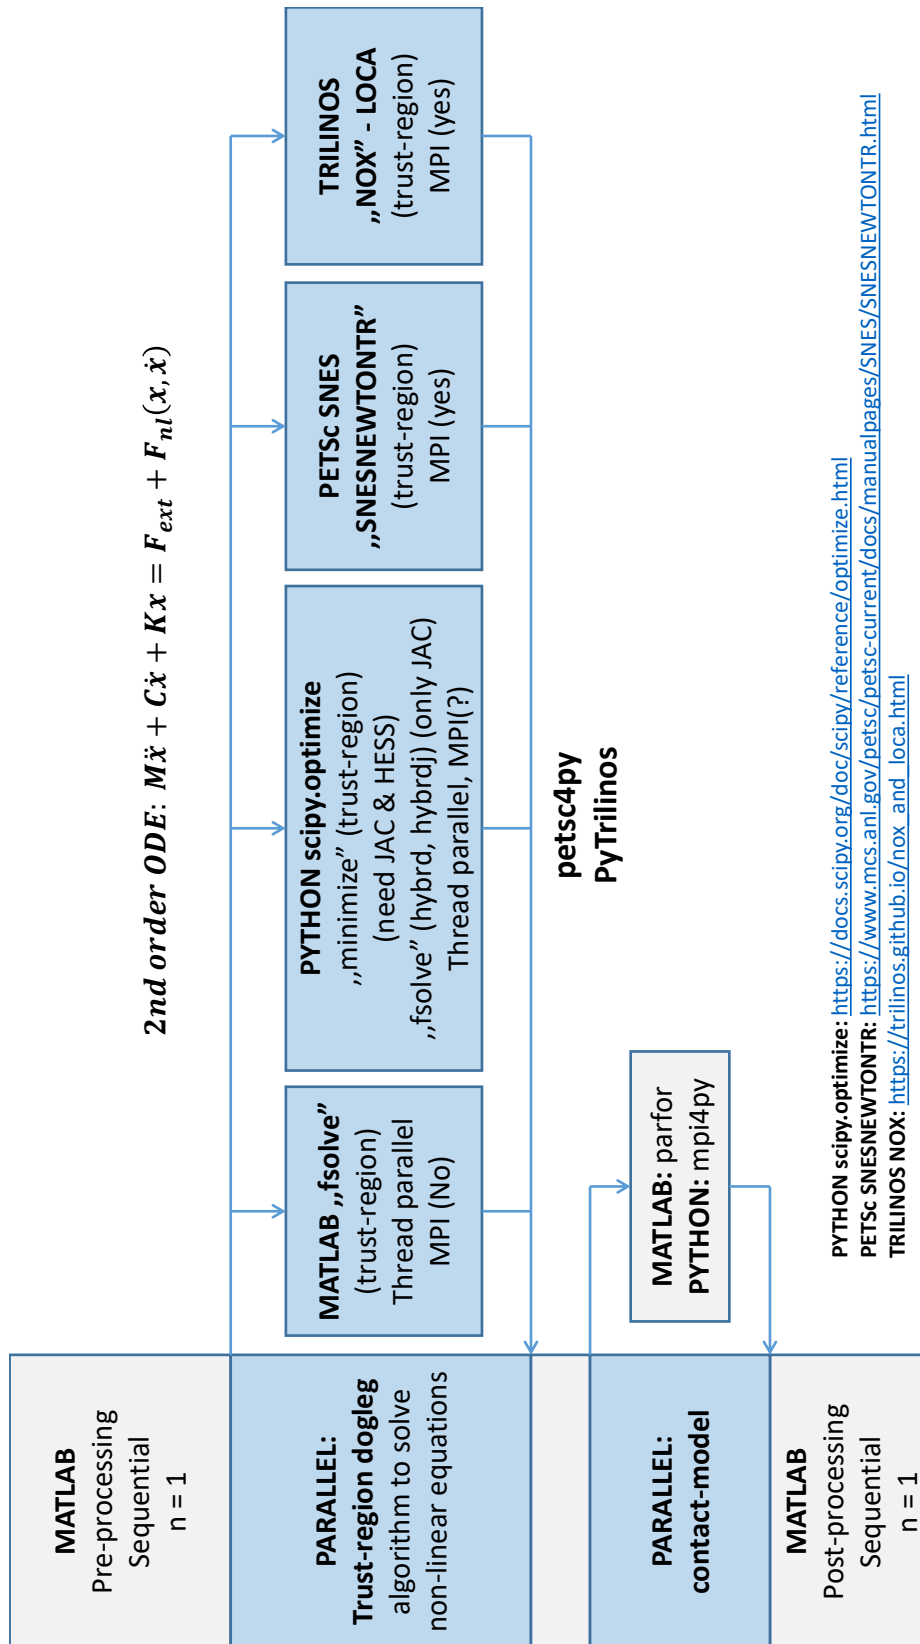 2nd order ODE: Mẍ + Cẋ + Kx = F_ext + F_nl(x, ẋ)
MATLAB
Pre-processing
Sequential
n = 1
PARALLEL:
Trust-region dogleg
algorithm to solve
non-linear equations
PARALLEL:
contact-model
MATLAB
Post-processing
Sequential
n = 1
MATLAB ,,fsolve”
(trust-region)
Thread parallel
MPI (No)
PYTHON scipy.optimize
,,minimize” (trust-region)
(need JAC & HESS)
,,fsolve” (hybrd, hybrdj) (only JAC)
Thread parallel, MPI(?)
PETSc SNES
,,SNESNEWTONTR”
(trust-region)
MPI (yes)
TRILINOS
,,NOX” - LOCA
(trust-region)
MPI (yes)
petsc4py
PyTrilinos
MATLAB: parfor
PYTHON: mpi4py
PYTHON scipy.optimize: https://docs.scipy.org/doc/scipy/reference/optimize.html
PETSc SNESNEWTONTR: https://www.mcs.anl.gov/petsc/petsc-current/docs/manualpages/SNES/SNESNEWTONTR.html
TRILINOS NOX: https://trilinos.github.io/nox_and_loca.html